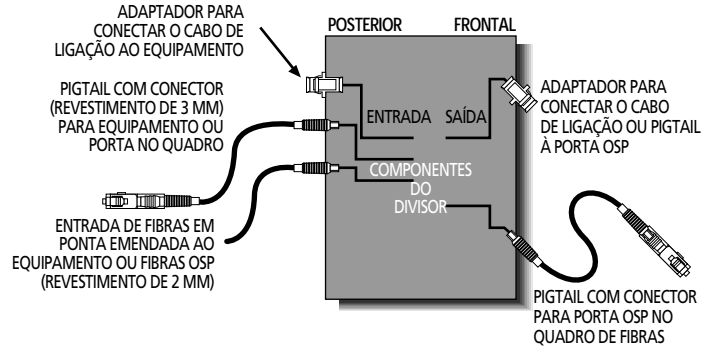 ADAPTADOR PARA
CONECTAR O CABO DE
LIGAÇÃO AO EQUIPAMENTO
POSTERIOR
FRONTAL
PIGTAIL COM CONECTOR
(REVESTIMENTO DE 3 MM)
PARA EQUIPAMENTO OU
PORTA NO QUADRO
ENTRADA
SAÍDA
ADAPTADOR PARA
CONECTAR O CABO
DE LIGAÇÃO OU PIGTAIL
À PORTA OSP
COMPONENTES
DO
DIVISOR
ENTRADA DE FIBRAS EM
PONTA EMENDADA AO
EQUIPAMENTO OU FIBRAS OSP
(REVESTIMENTO DE 2 MM)
PIGTAIL COM CONECTOR
PARA PORTA OSP NO
QUADRO DE FIBRAS